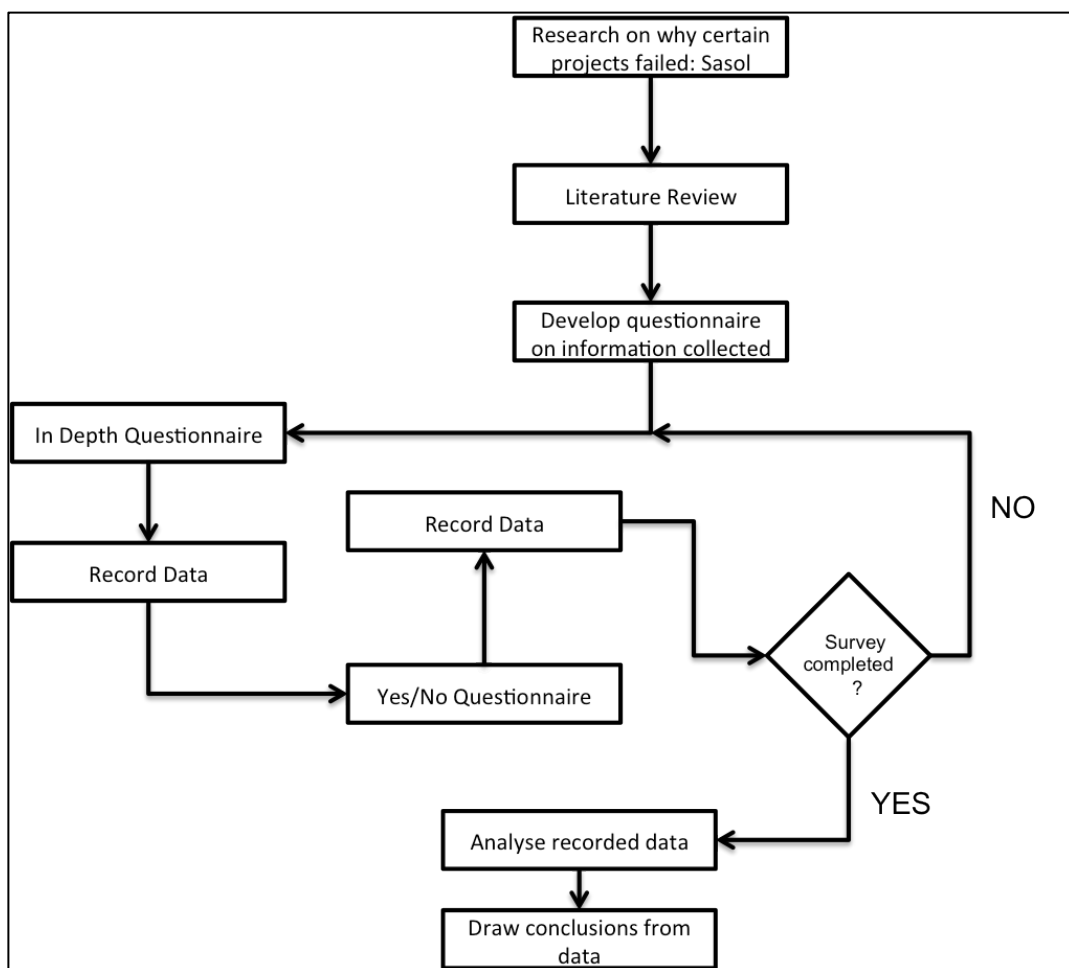 Research on why certain
projects failed: Sasol
Literature Review
Develop questionnaire
on information collected
In Depth Questionnaire
Record Data
Yes/No Questionnaire
Record Data
Survey
completed
?
NO
YES
Analyse recorded data
Draw conclusions from
data